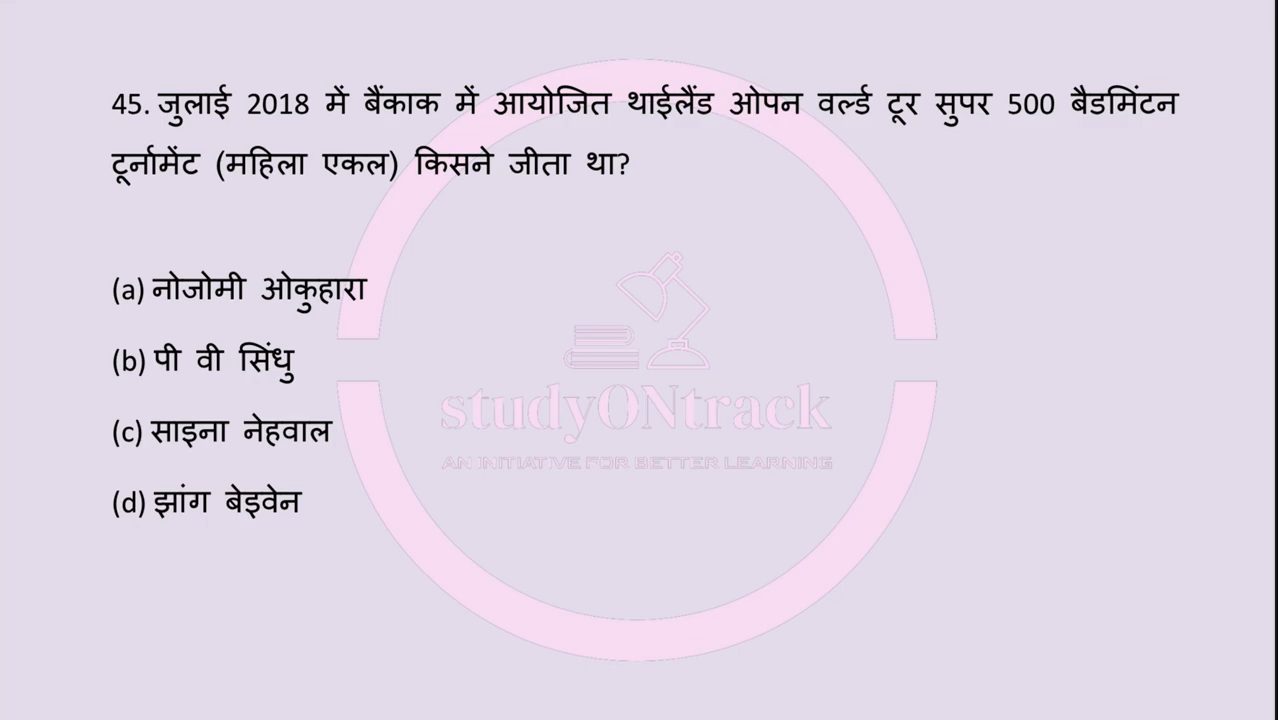 45. जुलाई 2018 में बैंकाक में आयोजित थाईलैंड ओपन वर्ल्ड टूर सुपर 500 बैडमिंटन
टूर्नामेंट (महिला एकल) किसने जीता था?
(a) नोजोमी ओकुहारा
(b) पी वी सिंधु
(c) साइना नेहवाल
(d) झांग बेइवेन
studyONtrack
AN INITIATIVE FOR BETTER LEARNING